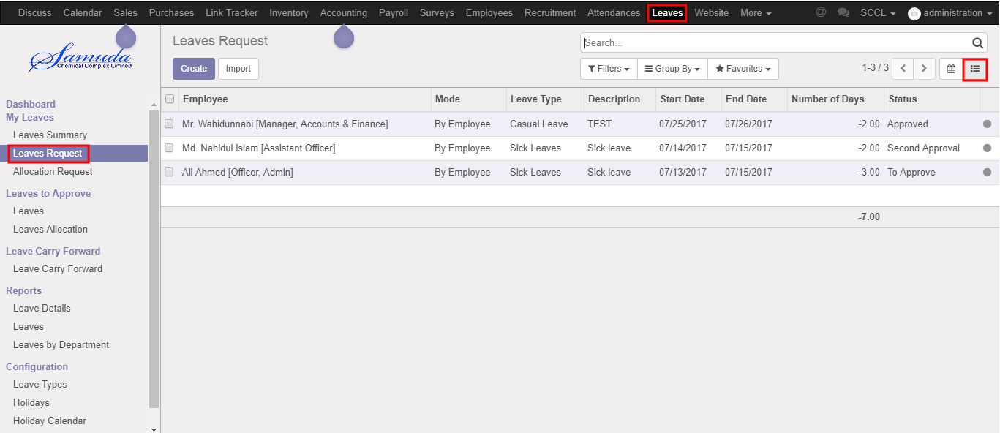 Discuss Calendar Sales Purchases Link Tracker Inventory Accounting Payroll Surveys Employees Recruitment Attendances Leaves Website More @ SCCL administration
Samuda
Chemical Complex Limited
Leaves Request
Search...
Create Import
Filters Group By Favorites 1-3 / 3
Dashboard
My Leaves
Leaves Summary
Leaves Request
Allocation Request
Leaves to Approve
Leaves
Leaves Allocation
Leave Carry Forward
Leave Carry Forward
Reports
Leave Details
Leaves
Leaves by Department
Configuration
Leave Types
Holidays
Holiday Calendar
Employee Mode Leave Type Description Start Date End Date Number of Days Status
Mr. Wahidunnabi [Manager, Accounts & Finance] By Employee Casual Leave TEST 07/25/2017 07/26/2017 -2.00 Approved
Md. Nahidul Islam [Assistant Officer] By Employee Sick Leaves Sick leave 07/14/2017 07/15/2017 -2.00 Second Approval
Ali Ahmed [Officer, Admin] By Employee Sick Leaves Sick leave 07/13/2017 07/15/2017 -3.00 To Approve
-7.00